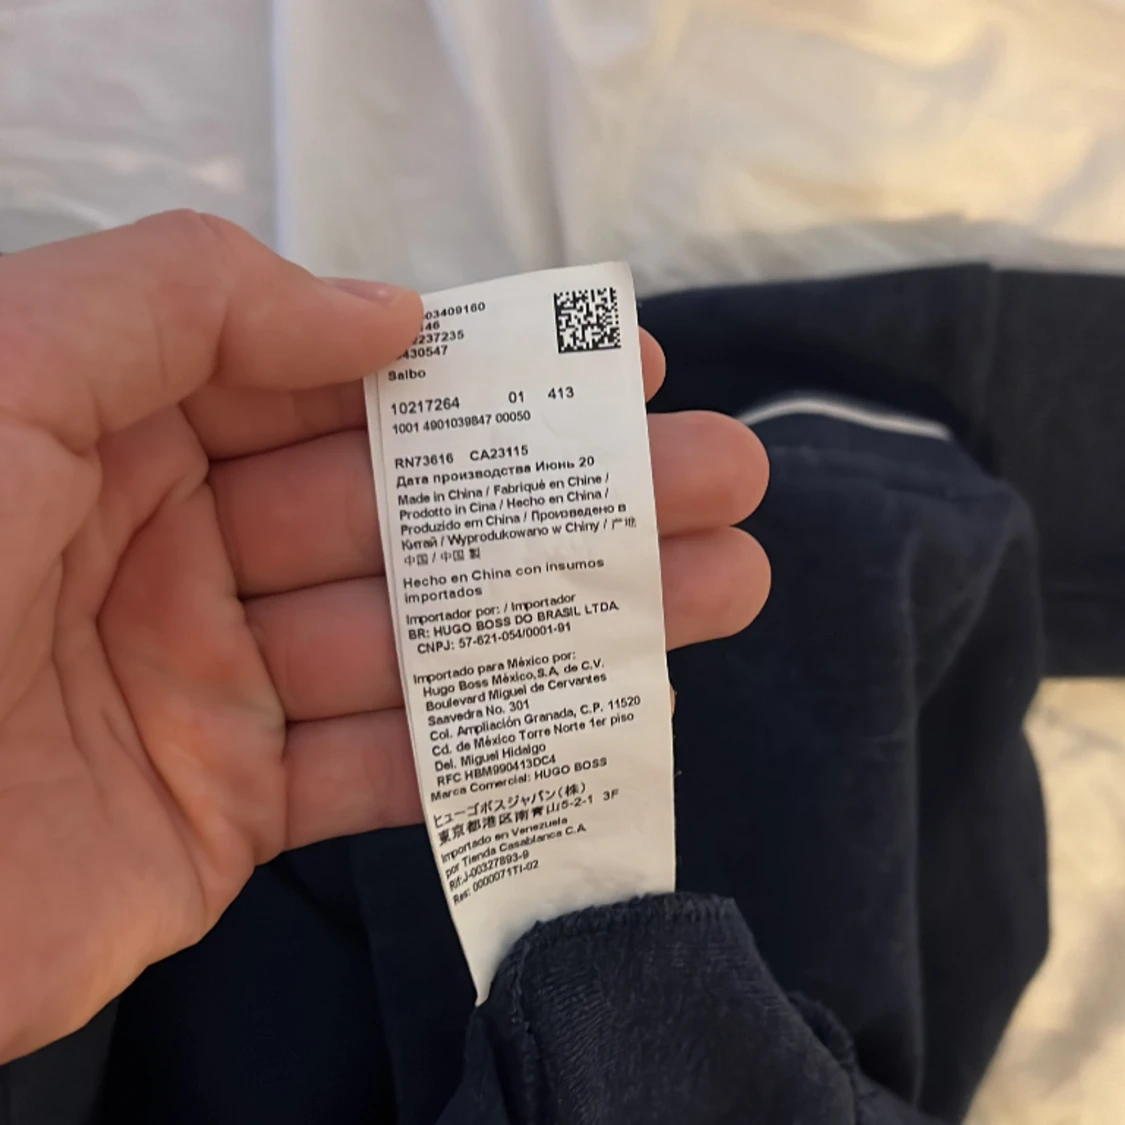 03409160
146
237235
430547
Salbo
10217264 01 413
1001 4901039847 00050
RN73616 CA23115
Дата производства Июнь 20
Made in China / Fabriqué en Chine /
Prodotto in Cina / Hecho en China /
Produzido em China / Произведено в
Китай / Wyprodukowano w Chiny / 产地
中国 / 中国 製
Hecho en China con insumos
importados
Importador por: / Importador
BR: HUGO BOSS DO BRASIL LTDA
CNPJ: 57-621-054/0001-91
Importado para México por:
Hugo Boss México,S.A, de C.V.
Boulevard Miguel de Cervantes
Saavedra No. 301
Col. Ampliación Granada, C.P. 11520
Cd. de México Torre Norte 1er piso
Del. Miguel Hidalgo
RFC HBM990413DC4
Marca Comercial: HUGO BOSS
ヒューゴボスジャパン(株)
東京都港区南青山5-2-1 3F
Importado en Venezuela
por Tienda Casablanca C.A
Rif:J-00327893-9
Res: 0000071TI-02